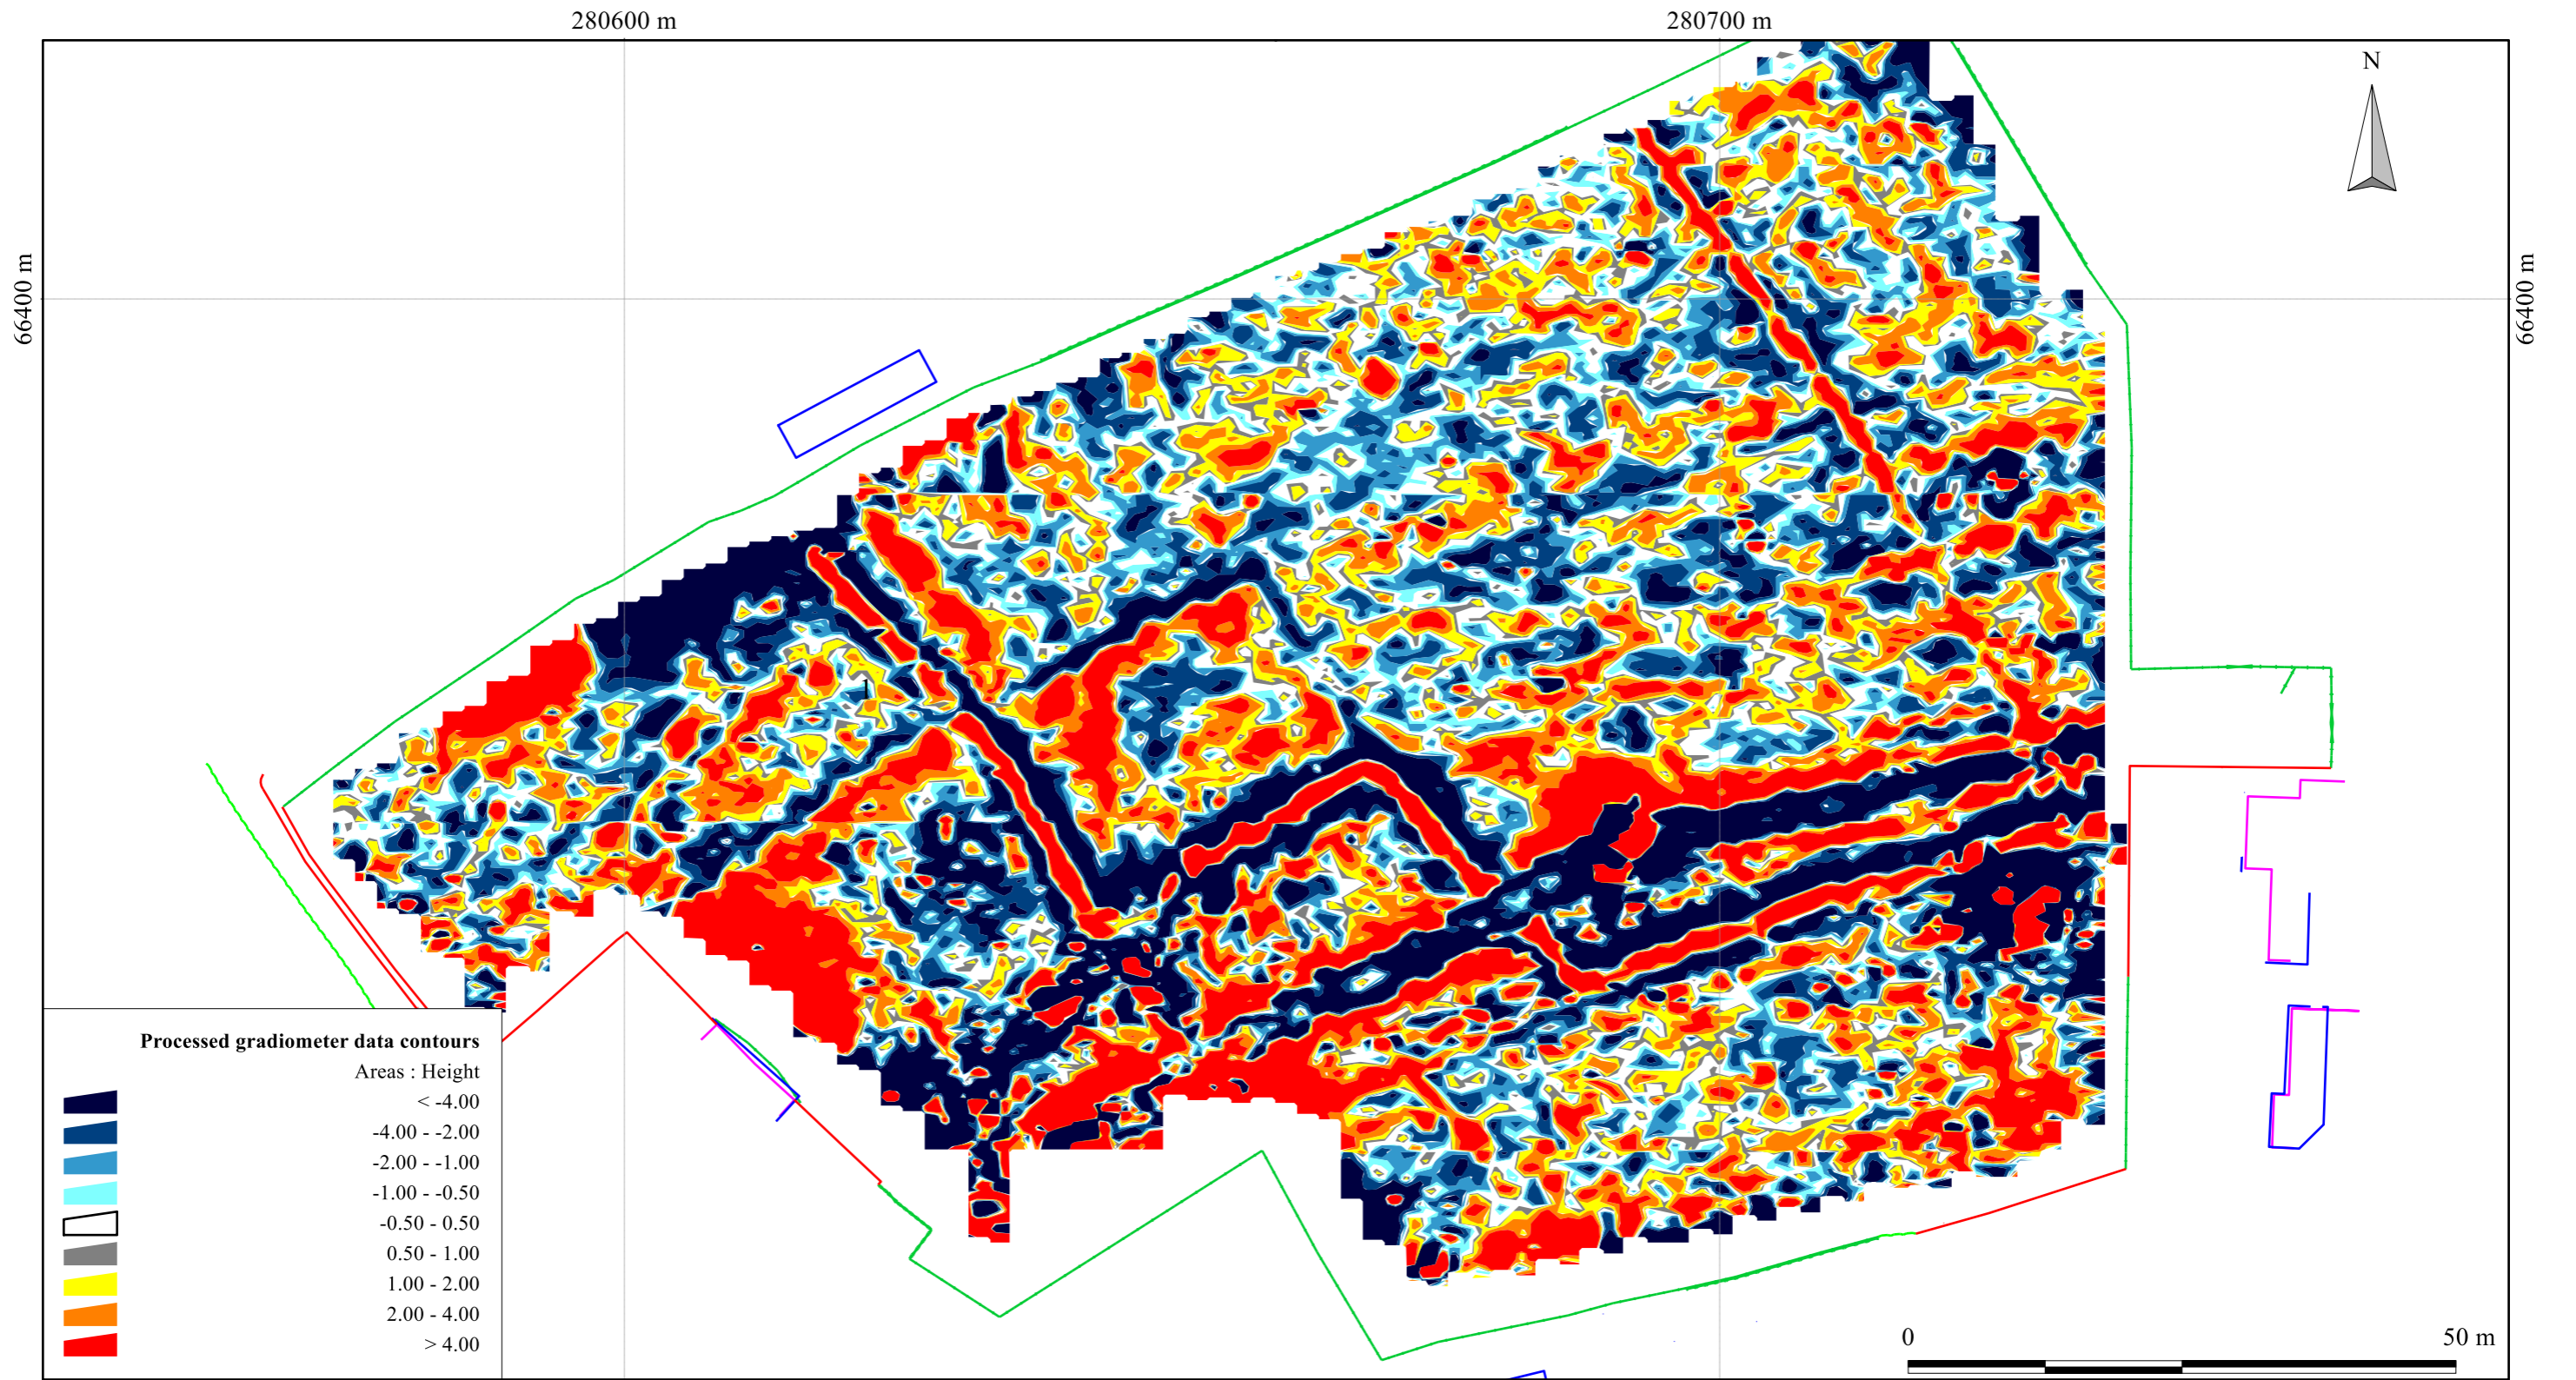 280600 m
280700 m
N
66400 m
66400 m
1
Processed gradiometer data contours
Areas : Height
< -4.00
-4.00 - -2.00
-2.00 - -1.00
-1.00 - -0.50
-0.50 - 0.50
0.50 - 1.00
1.00 - 2.00
2.00 - 4.00
> 4.00
0
50 m